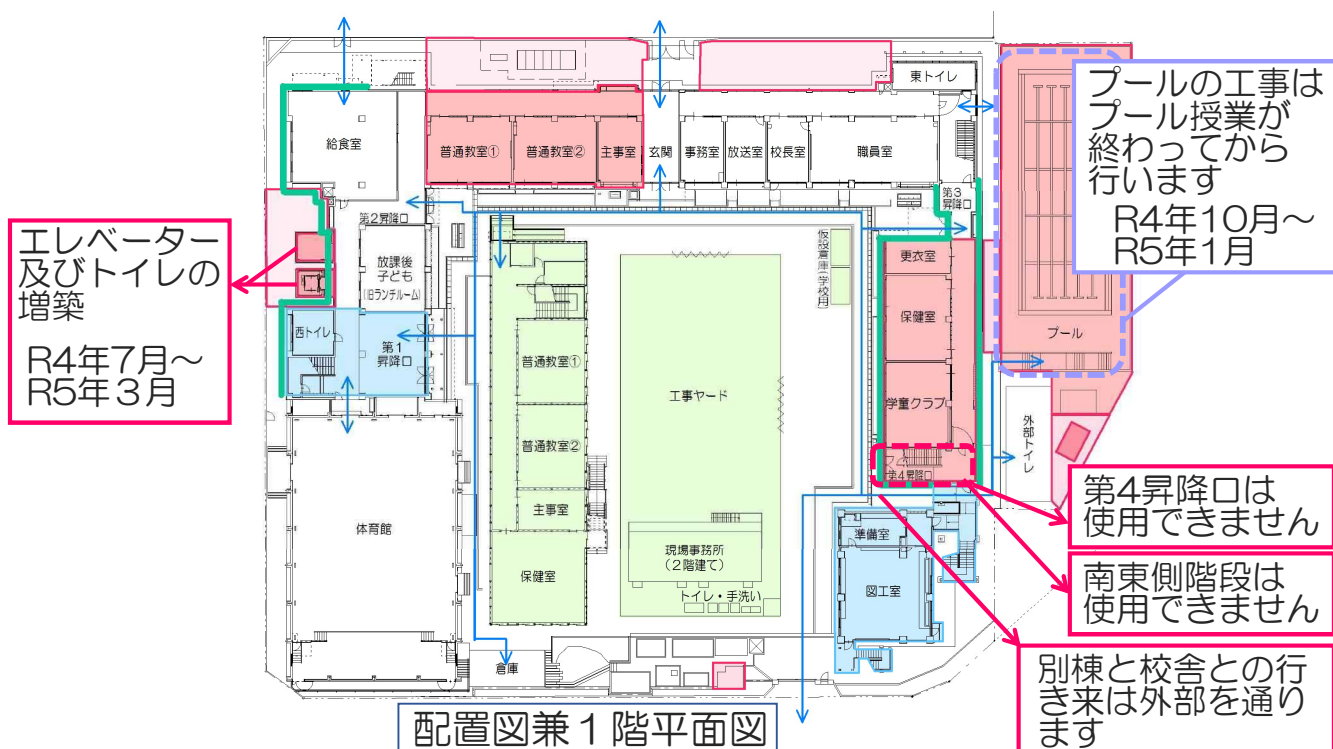 東トイレ
プールの工事は
プール授業が
終わってから
行います
R4年10月～
R5年1月
給食室
普通教室①
普通教室②
主事室
玄関
事務室
放送室
校長室
職員室
第2昇降口
第3
昇降口
エレベーター
及びトイレの
増築
R4年7月～
R5年3月
放課後
子ども
(旧ランチルーム)
仮設倉庫(学校用)
更衣室
保健室
学童クラブ
プール
西トイレ
第1
昇降口
普通教室①
普通教室②
主事室
保健室
工事ヤード
外部トイレ
第4昇降口
第4昇降口は
使用できません
体育館
現場事務所
（2階建て）
トイレ・手洗い
準備室
図工室
南東側階段は
使用できません
倉庫
別棟と校舎との行
き来は外部を通り
ます
配置図兼１階平面図